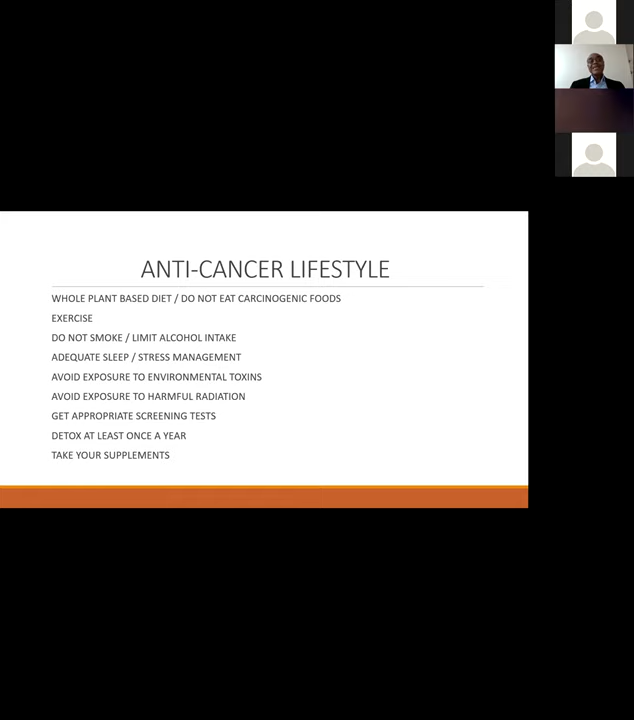 ANTI-CANCER LIFESTYLE
WHOLE PLANT BASED DIET / DO NOT EAT CARCINOGENIC FOODS
EXERCISE
DO NOT SMOKE / LIMIT ALCOHOL INTAKE
ADEQUATE SLEEP / STRESS MANAGEMENT
AVOID EXPOSURE TO ENVIRONMENTAL TOXINS
AVOID EXPOSURE TO HARMFUL RADIATION
GET APPROPRIATE SCREENING TESTS
DETOX AT LEAST ONCE A YEAR
TAKE YOUR SUPPLEMENTS